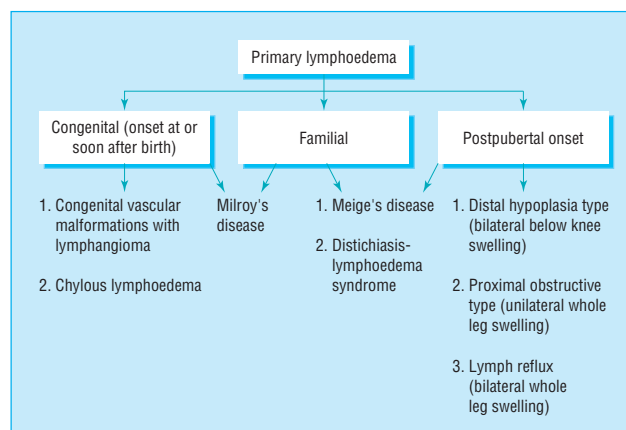 Primary lymphoedema
Congenital (onset at or
soon after birth)
Familial
Postpubertal onset
1. Congenital vascular
malformations with
lymphangioma
2. Chylous lymphoedema
Milroy's
disease
1. Meige's disease
2. Distichiasis-
lymphoedema
syndrome
1. Distal hypoplasia type
(bilateral below knee
swelling)
2. Proximal obstructive
type (unilateral whole
leg swelling)
3. Lymph reflux
(bilateral whole
leg swelling)